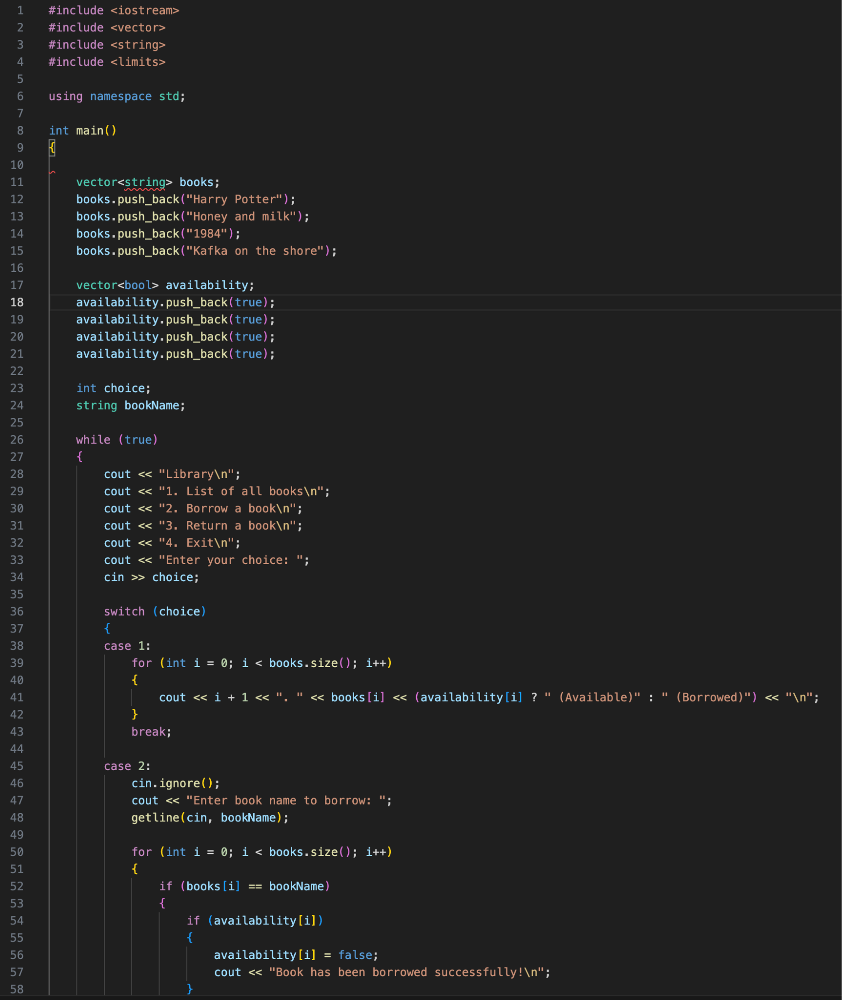 1 #include <iostream>
2 #include <vector>
3 #include <string>
4 #include <limits>
5
6 using namespace std;
7
8 int main()
9 {
10
11     vector<string> books;
12     books.push_back("Harry Potter");
13     books.push_back("Honey and milk");
14     books.push_back("1984");
15     books.push_back("Kafka on the shore");
16
17     vector<bool> availability;
18     availability.push_back(true);
19     availability.push_back(true);
20     availability.push_back(true);
21     availability.push_back(true);
22
23     int choice;
24     string bookName;
25
26     while (true)
27     {
28         cout << "Library\n";
29         cout << "1. List of all books\n";
30         cout << "2. Borrow a book\n";
31         cout << "3. Return a book\n";
32         cout << "4. Exit\n";
33         cout << "Enter your choice: ";
34         cin >> choice;
35
36         switch (choice)
37         {
38         case 1:
39             for (int i = 0; i < books.size(); i++)
40             {
41                 cout << i + 1 << ". " << books[i] << (availability[i] ? " (Available)" : " (Borrowed)") << "\n";
42             }
43             break;
44
45         case 2:
46             cin.ignore();
47             cout << "Enter book name to borrow: ";
48             getline(cin, bookName);
49
50             for (int i = 0; i < books.size(); i++)
51             {
52                 if (books[i] == bookName)
53                 {
54                     if (availability[i])
55                     {
56                         availability[i] = false;
57                         cout << "Book has been borrowed successfully!\n";
58                     }